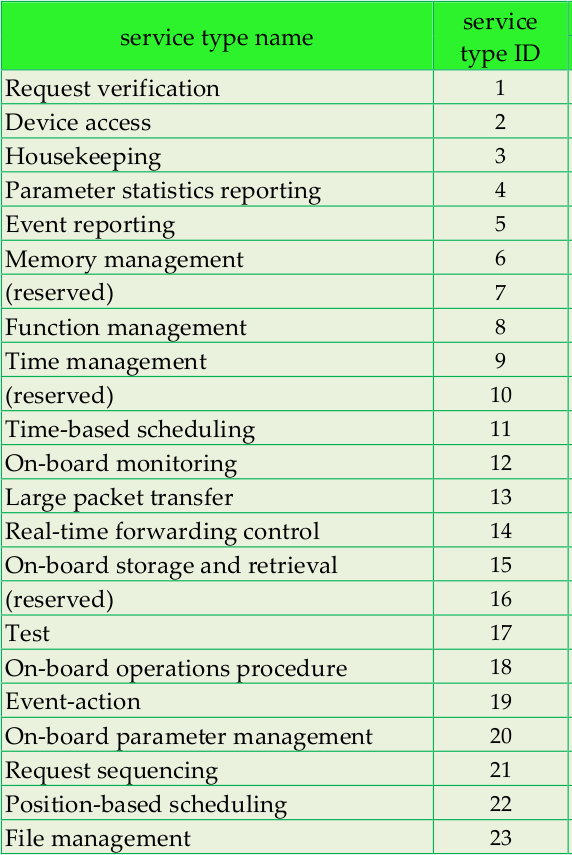 service type name service type ID
Request verification 1
Device access 2
Housekeeping 3
Parameter statistics reporting 4
Event reporting 5
Memory management 6
(reserved) 7
Function management 8
Time management 9
(reserved) 10
Time-based scheduling 11
On-board monitoring 12
Large packet transfer 13
Real-time forwarding control 14
On-board storage and retrieval 15
(reserved) 16
Test 17
On-board operations procedure 18
Event-action 19
On-board parameter management 20
Request sequencing 21
Position-based scheduling 22
File management 23